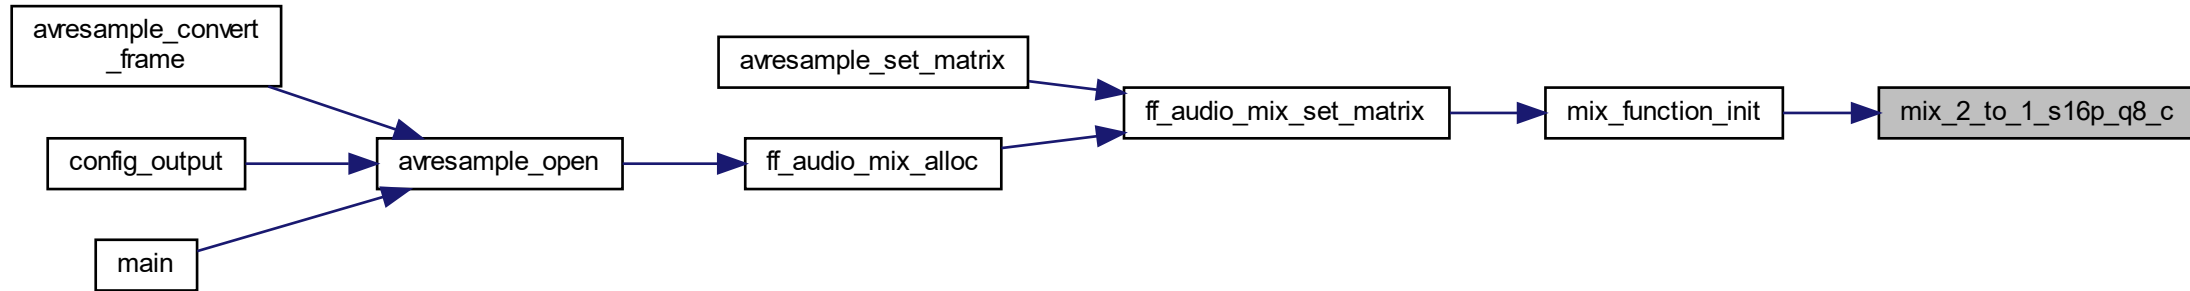 avresample_convert
_frame
config_output
main
avresample_open
avresample_set_matrix
ff_audio_mix_alloc
ff_audio_mix_set_matrix
mix_function_init
mix_2_to_1_s16p_q8_c